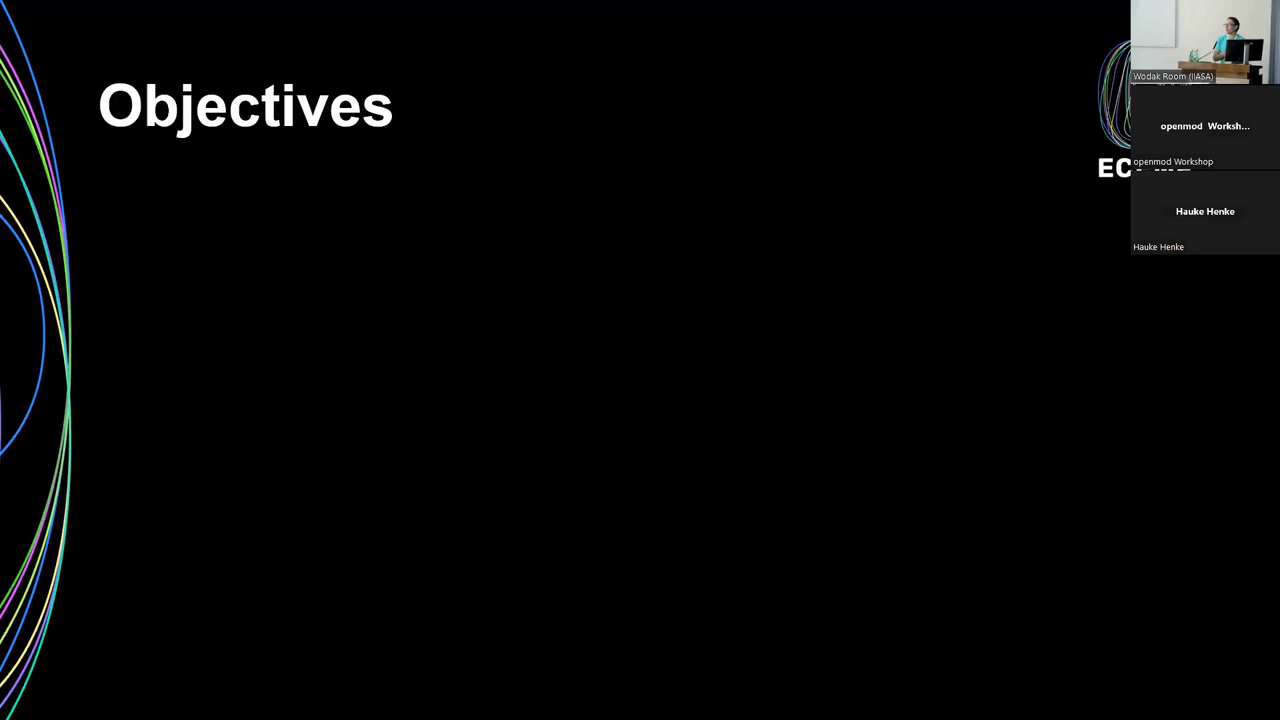 Objectives
Wodak Room (IIASA)
openmod Worksh...
openmod Workshop
Hauke Henke
Hauke Henke